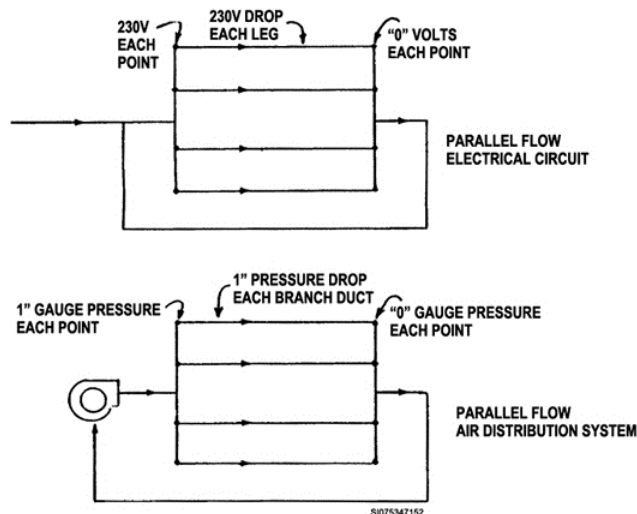 230V
EACH
POINT
230V DROP
EACH LEG
“0” VOLTS
EACH POINT
PARALLEL FLOW
ELECTRICAL CIRCUIT
1” GAUGE PRESSURE
EACH POINT
1” PRESSURE DROP
EACH BRANCH DUCT
“0” GAUGE PRESSURE
EACH POINT
PARALLEL FLOW
AIR DISTRIBUTION SYSTEM
SI075347152